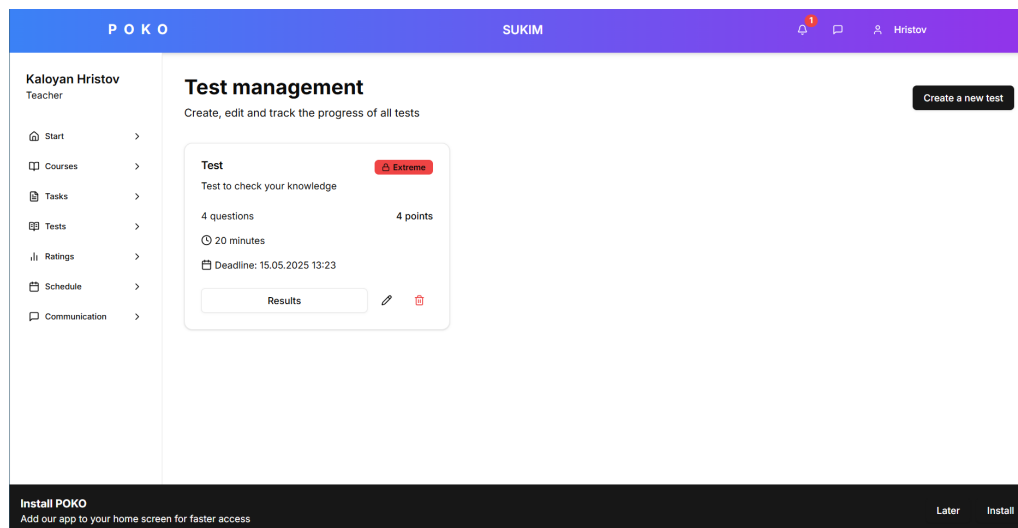 POKO
SUKIM
1
Hristov
Kaloyan Hristov
Teacher
Start
Courses
Tasks
Tests
Ratings
Schedule
Communication
Test management
Create, edit and track the progress of all tests
Create a new test
Test
Extreme
Test to check your knowledge
4 questions
4 points
20 minutes
Deadline: 15.05.2025 13:23
Results
Install POKO
Add our app to your home screen for faster access
Later
Install